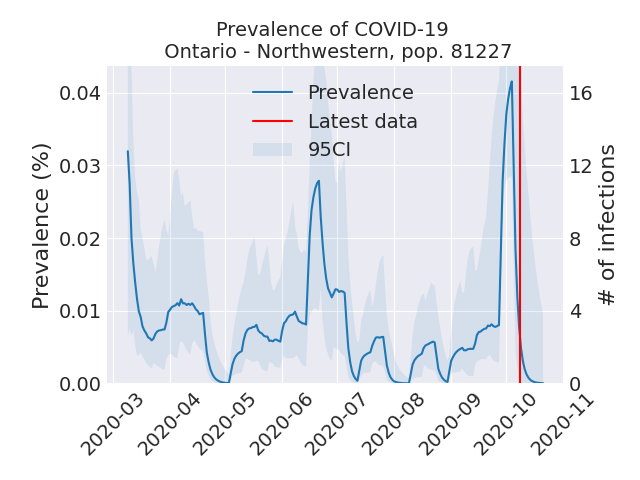 Prevalence of COVID-19
Ontario - Northwestern, pop. 81227
Prevalence
Latest data
95CI
Prevalence (%)
0.04
0.03
0.02
0.01
0.00
# of infections
16
12
8
4
0
2020-03
2020-04
2020-05
2020-06
2020-07
2020-08
2020-09
2020-10
2020-11